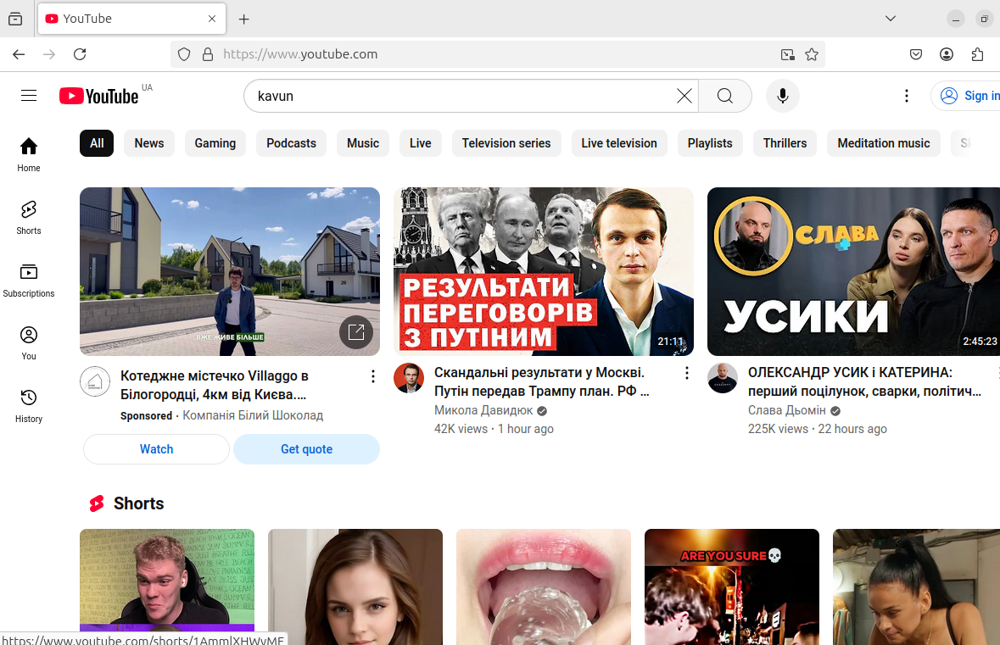 YouTube
https://www.youtube.com
YouTube UA
kavun
Sign in
All
News
Gaming
Podcasts
Music
Live
Television series
Live television
Playlists
Thrillers
Meditation music
Home
Shorts
Subscriptions
You
History
28
ВЖЕ ЖИВЕ БІЛЬШЕ
РЕЗУЛЬТАТИ
ПЕРЕГОВОРІВ
З ПУТІНИМ
21:11
СЛАВА
УСИКИ
2:45:23
Котеджне містечко Villaggo в
Білогородці, 4км від Києва....
Sponsored · Компанія Білий Шоколад
Watch
Get quote
Скандальні результати у Москві.
Путін передав Трампу план. РФ ...
Микола Давидюк
42K views · 1 hour ago
ОЛЕКСАНДР УСИК і КАТЕРИНА:
перший поцілунок, сварки, політич...
Слава Дьомін
225K views · 22 hours ago
Shorts
ARE YOU SURE
https://www.youtube.com/shorts/1AmmlXHWvME